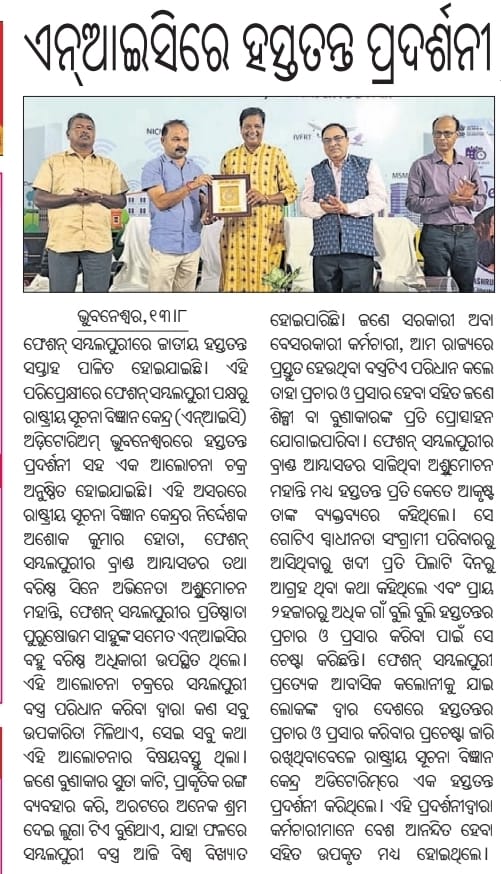 ଏନ୍‌ଆଇସିରେ ହସ୍ତତନ୍ତ ପ୍ରଦର୍ଶନୀ
NICM
IVFRT
MSM
ଭୁବନେଶ୍ୱର,୧୩।୮
ଫେଶନ୍ ସମ୍ବଲପୁରୀରେ ଜାତୀୟ ହସ୍ତତନ୍ତ
ସପ୍ତାହ ପାଳିତ ହୋଇଯାଇଛି। ଏହି
ପରିପ୍ରେକ୍ଷୀରେ ଫେଶନ୍ ସମ୍ବଲପୁରୀ ପକ୍ଷରୁ
ରାଷ୍ଟ୍ରୀୟ ସୂଚନା ବିଜ୍ଞାନ କେନ୍ଦ୍ର (ଏନ୍‌ଆଇସି)
ଅଡ଼ିଟୋରିଅମ୍ ଭୁବନେଶ୍ୱରରେ ହସ୍ତତନ୍ତ
ପ୍ରଦର୍ଶନୀ ସହ ଏକ ଆଲୋଚନା ଚକ୍ର
ଅନୁଷ୍ଠିତ ହୋଇଯାଇଛି। ଏହି ଅସରରେ
ରାଷ୍ଟ୍ରୀୟ ସୂଚନା ବିଜ୍ଞାନ କେନ୍ଦ୍ରର ନିର୍ଦ୍ଦେଶକ
ଅଶୋକ କୁମାର ହୋତା, ଫେଶନ୍
ସମ୍ବଲପୁରୀର ବ୍ରାଣ୍ଡ ଆମ୍ବାସଡର ତଥା
ବରିଷ୍ଠ ସିନେ ଅଭିନେତା ଅଶ୍ରୁମୋଚନ
ମହାନ୍ତି, ଫେଶନ୍ ସମ୍ବଲପୁରୀର ପ୍ରତିଷ୍ଠାତା
ପୁରୁଷୋତ୍ତମ ସାହୁଙ୍କ ସମେତ ଏନ୍‌ଆଇସିର
ବହୁ ବରିଷ୍ଠ ଅଧିକାରୀ ଉପସ୍ଥିତ ଥିଲେ।
ଏହି ଆଲୋଚନା ଚକ୍ରରେ ସମ୍ବଲପୁରୀ
ବସ୍ତ୍ର ପରିଧାନ କରିବା ଦ୍ୱାରା କଣ ସବୁ
ଉପକାରିତା ମିଳିଥାଏ, ସେଇ ସବୁ କଥା
ଏହି ଆଲୋଚନାର ବିଷୟବସ୍ତୁ ଥିଲା।
ଜଣେ ବୁଣାକାର ସୁତା କାଟି, ପ୍ରାକୃତିକ ରଙ୍ଗ
ବ୍ୟବହାର କରି, ଅରଟରେ ଅନେକ ଶ୍ରମ
ଦେଇ ଲୁଗା ଟିଏ ବୁଣିଥାଏ, ଯାହା ଫଳରେ
ସମ୍ବଲପୁରୀ ବସ୍ତ୍ର ଆଜି ବିଶ୍ୱ ବିଖ୍ୟାତ
ହୋଇପାରିଛି। ଜଣେ ସରକାରୀ ଅବା
ବେସରକାରୀ କର୍ମଚାରୀ, ଆମ ରାଜ୍ୟରେ
ପ୍ରସ୍ତୁତ ହେଉଥିବା ବସ୍ତ୍ରଟିଏ ପରିଧାନ କଲେ
ତାହା ପ୍ରଚାର ଓ ପ୍ରସାର ହେବା ସହିତ ଜଣେ
ଶିଳ୍ପୀ ବା ବୁଣାକାରଙ୍କ ପ୍ରତି ପ୍ରୋତ୍ସାହନ
ଯୋଗାଇପାରିବା। ଫେଶନ୍ ସମ୍ବଲପୁରୀର
ବ୍ରାଣ୍ଡ ଆମ୍ବାସଡର ସାଜିଥିବା ଅଶ୍ରୁମୋଚନ
ମହାନ୍ତି ମଧ୍ୟ ହସ୍ତତନ୍ତ ପ୍ରତି କେତେ ଆକୃଷ୍ଟ
ତାଙ୍କ ବ୍ୟକ୍ତବ୍ୟରେ କହିଥିଲେ। ସେ
ଗୋଟିଏ ସ୍ୱାଧୀନତା ସଂଗ୍ରାମୀ ପରିବାରରୁ
ଆସିଥିବାରୁ ଖଦୀ ପ୍ରତି ପିଲାଟି ଦିନରୁ
ଆଗ୍ରହ ଥିବା କଥା କହିଥିଲେ ଏବଂ ପ୍ରାୟ
୨ହଜାରରୁ ଅଧିକ ଗାଁ ବୁଲି ବୁଲି ହସ୍ତତନ୍ତର
ପ୍ରଚାର ଓ ପ୍ରସାର କରିବା ପାଇଁ ସେ
ଚେଷ୍ଟା କରିଛନ୍ତି। ଫେଶନ୍ ସମ୍ବଲପୁରୀ
ପ୍ରତ୍ୟେକ ଆବାସିକ କଲୋନୀକୁ ଯାଇ
ଲୋକଙ୍କ ଦ୍ୱାର ଦେଶରେ ହସ୍ତତନ୍ତର
ପ୍ରଚାର ଓ ପ୍ରସାର କରିବାର ପ୍ରଚେଷ୍ଟା ଜାରି
ରଖିଥିବାବେଳେ ରାଷ୍ଟ୍ରୀୟ ସୂଚନା ବିଜ୍ଞାନ
କେନ୍ଦ୍ର ଅଡିଟୋରିମ୍‌ରେ ଏକ ହସ୍ତତନ୍ତ
ପ୍ରଦର୍ଶନୀ କରିଥିଲେ। ଏହି ପ୍ରଦର୍ଶନୀଦ୍ୱାରା
କର୍ମଚାରୀମାନେ ବେଶ ଆନନ୍ଦିତ ହେବା
ସହିତ ଉପକୃତ ମଧ୍ୟ ହୋଇଥିଲେ।